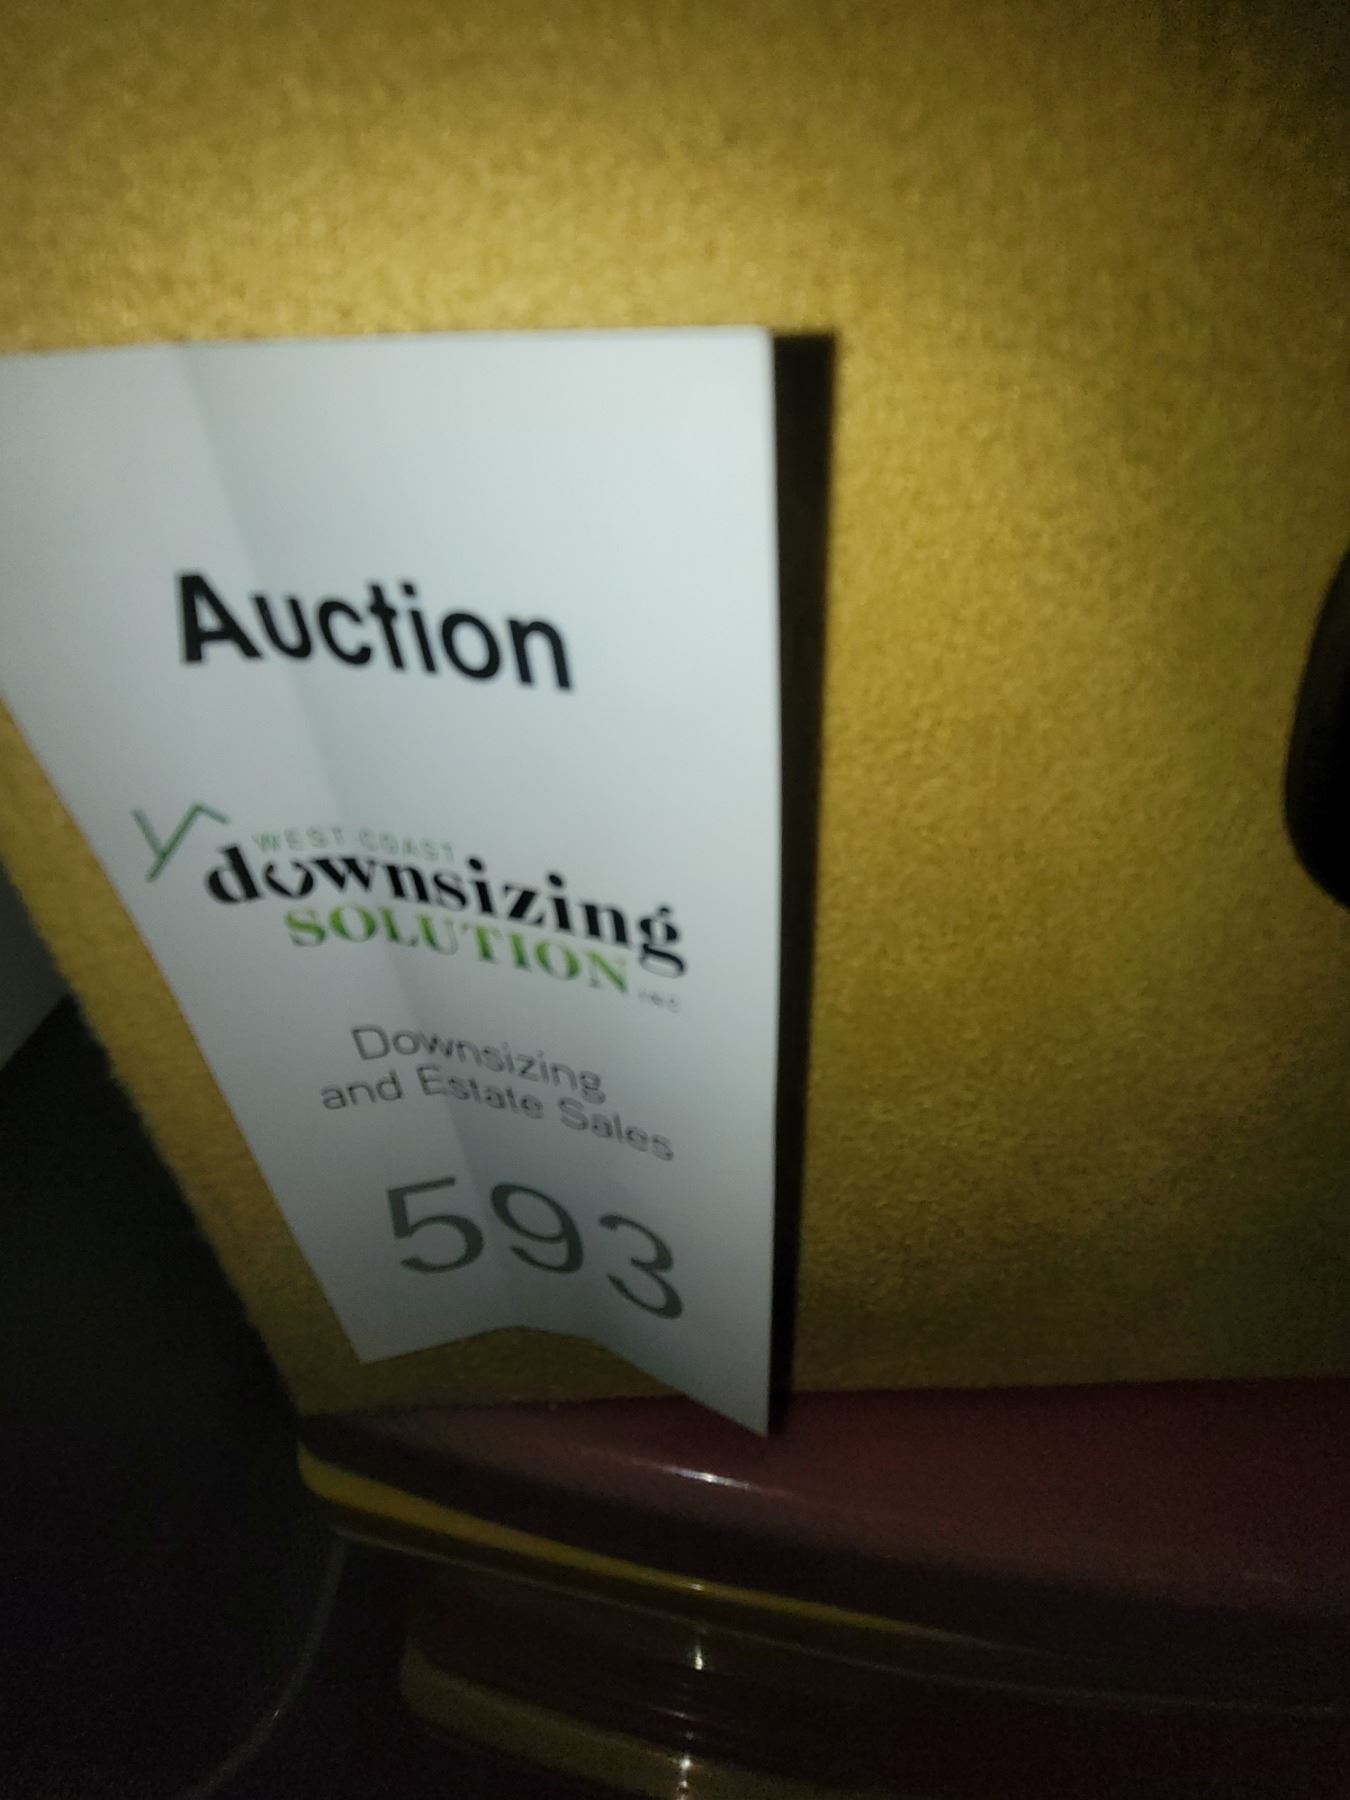 Auction
WEST COAST
downsizing
SOLUTION INC
Downsizing
and Estate Sales
593